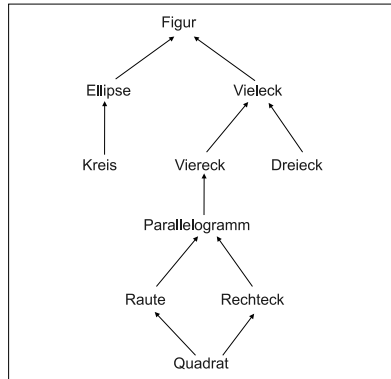 Figur
Ellipse Vieleck
Kreis Viereck Dreieck
Parallelogramm
Raute Rechteck
Quadrat